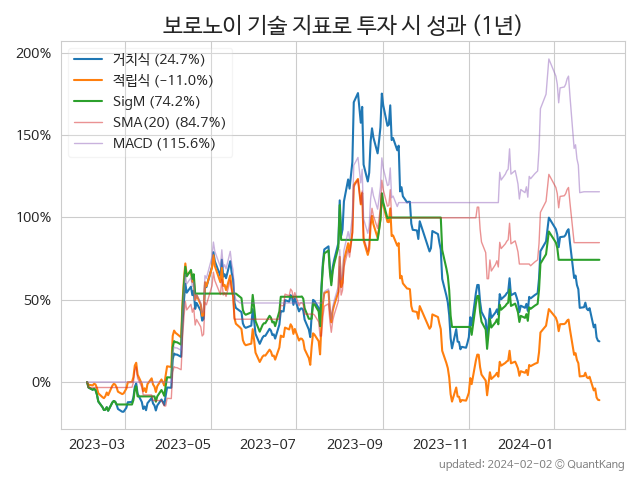 보로노이 기술 지표로 투자 시 성과 (1년)
200%
150%
100%
50%
0%
거치식 (24.7%)
적립식 (-11.0%)
SigM (74.2%)
SMA(20) (84.7%)
MACD (115.6%)
2023-03
2023-05
2023-07
2023-09
2023-11
2024-01
updated: 2024-02-02 © QuantKang